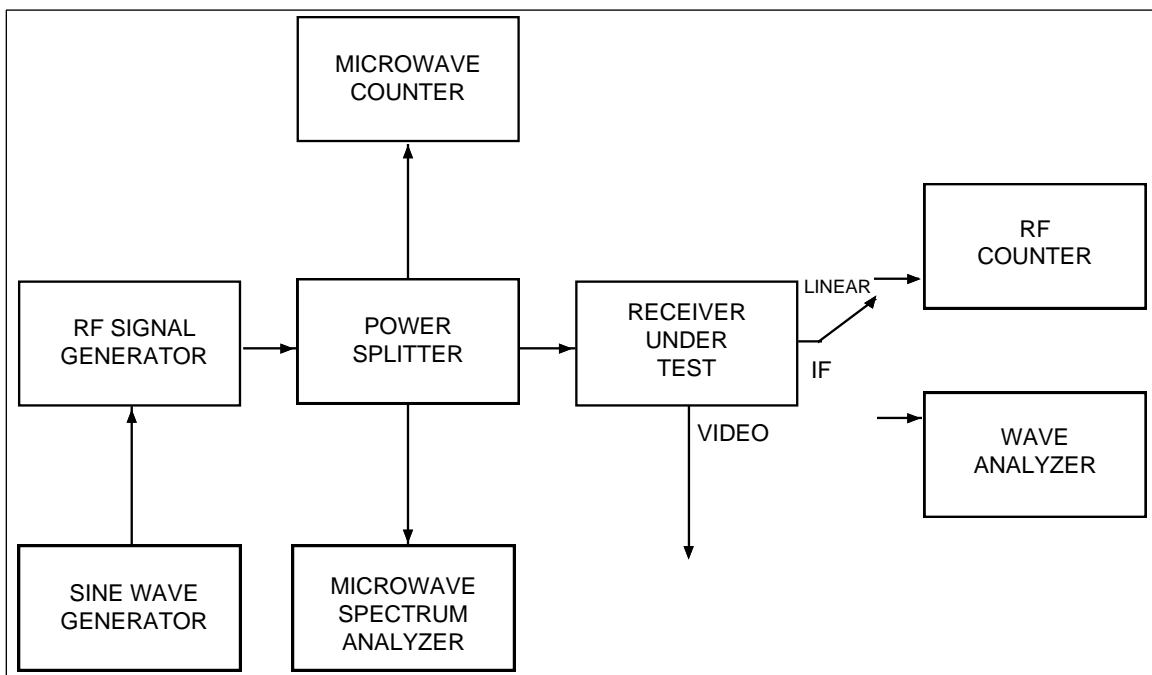 MICROWAVE
COUNTER
RF
COUNTER
LINEAR
RF SIGNAL
GENERATOR
POWER
SPLITTER
RECEIVER
UNDER
TEST
IF
VIDEO
WAVE
ANALYZER
SINE WAVE
GENERATOR
MICROWAVE
SPECTRUM
ANALYZER